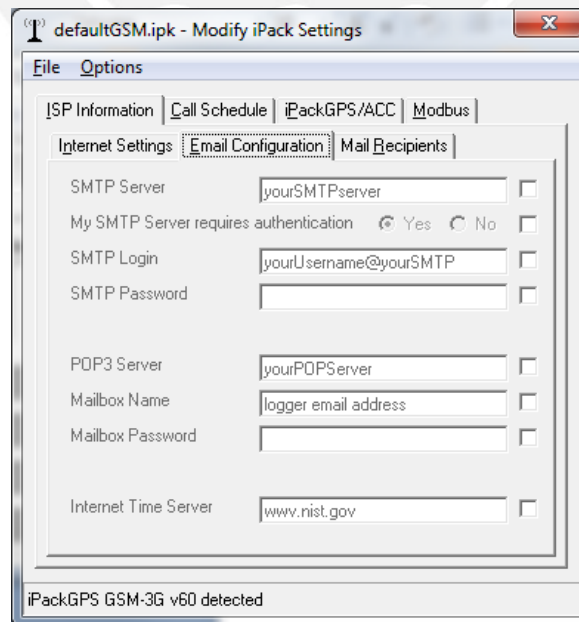 defaultGSM.ipk - Modify iPack Settings
File Options
ISP Information Call Schedule iPackGPS/ACC Modbus
Internet Settings Email Configuration Mail Recipients
SMTP Server yourSMTPserver
My SMTP Server requires authentication Yes No
SMTP Login yourUsername@yourSMTP
SMTP Password
POP3 Server yourPOPServer
Mailbox Name logger email address
Mailbox Password
Internet Time Server wwv.nist.gov
iPackGPS GSM-3G v60 detected